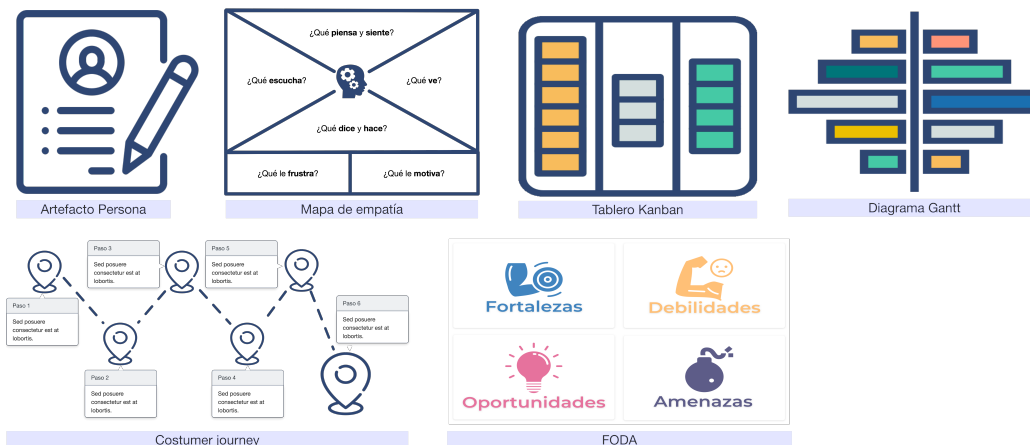 ¿Qué piensa y siente?
¿Qué escucha?
¿Qué ve?
¿Qué dice y hace?
¿Qué le frustra?
¿Qué le motiva?
Artefacto Persona
Mapa de empatía
Tablero Kanban
Diagrama Gantt
Paso 1
Sed posuere
consectetur est at
lobortis.
Paso 2
Sed posuere
consectetur est at
lobortis.
Paso 3
Sed posuere
consectetur est at
lobortis.
Paso 4
Sed posuere
consectetur est at
lobortis.
Paso 5
Sed posuere
consectetur est at
lobortis.
Paso 6
Sed posuere
consectetur est at
lobortis.
Fortalezas
Debilidades
Oportunidades
Amenazas
Costumer journey
FODA